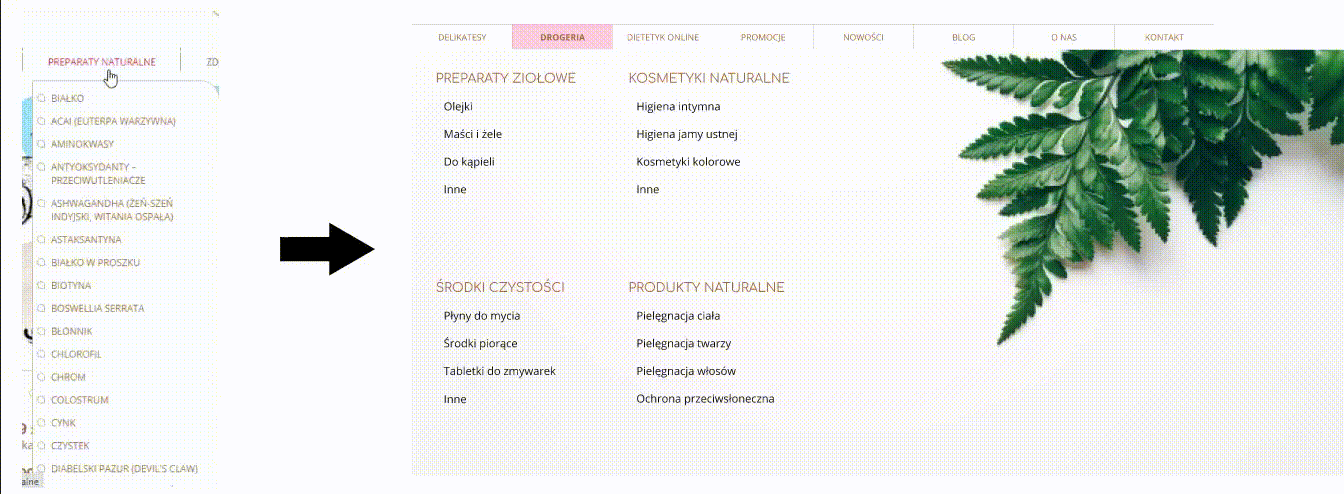 PREPARATY NATURALNE
ZD
BIAŁKO
ACAI (EUTERPA WARZYWNA)
AMINOKWASY
ANTYOKSYDANTY –
PRZECIWUTLENIACZE
ASHWAGANDHA (ŻEŃ-SZEŃ
INDYJSKI, WITANIA OSPAŁA)
ASTAKSANTYNA
BIAŁKO W PROSZKU
BIOTYNA
BOSWELLIA SERRATA
BŁONNIK
CHLOROFIL
CHROM
COLOSTRUM
CYNK
CZYSTEK
DIABELSKI PAZUR (DEVIL'S CLAW)
alne
DELIKATESY
DROGERIA
DIETETYK ONLINE
PROMOCJE
NOWOŚCI
BLOG
O NAS
KONTAKT
PREPARATY ZIOŁOWE
Olejki
Maści i żele
Do kąpieli
Inne
KOSMETYKI NATURALNE
Higiena intymna
Higiena jamy ustnej
Kosmetyki kolorowe
Inne
ŚRODKI CZYSTOŚCI
Płyny do mycia
Środki piorące
Tabletki do zmywarek
Inne
PRODUKTY NATURALNE
Pielęgnacja ciała
Pielęgnacja twarzy
Pielęgnacja włosów
Ochrona przeciwsłoneczna